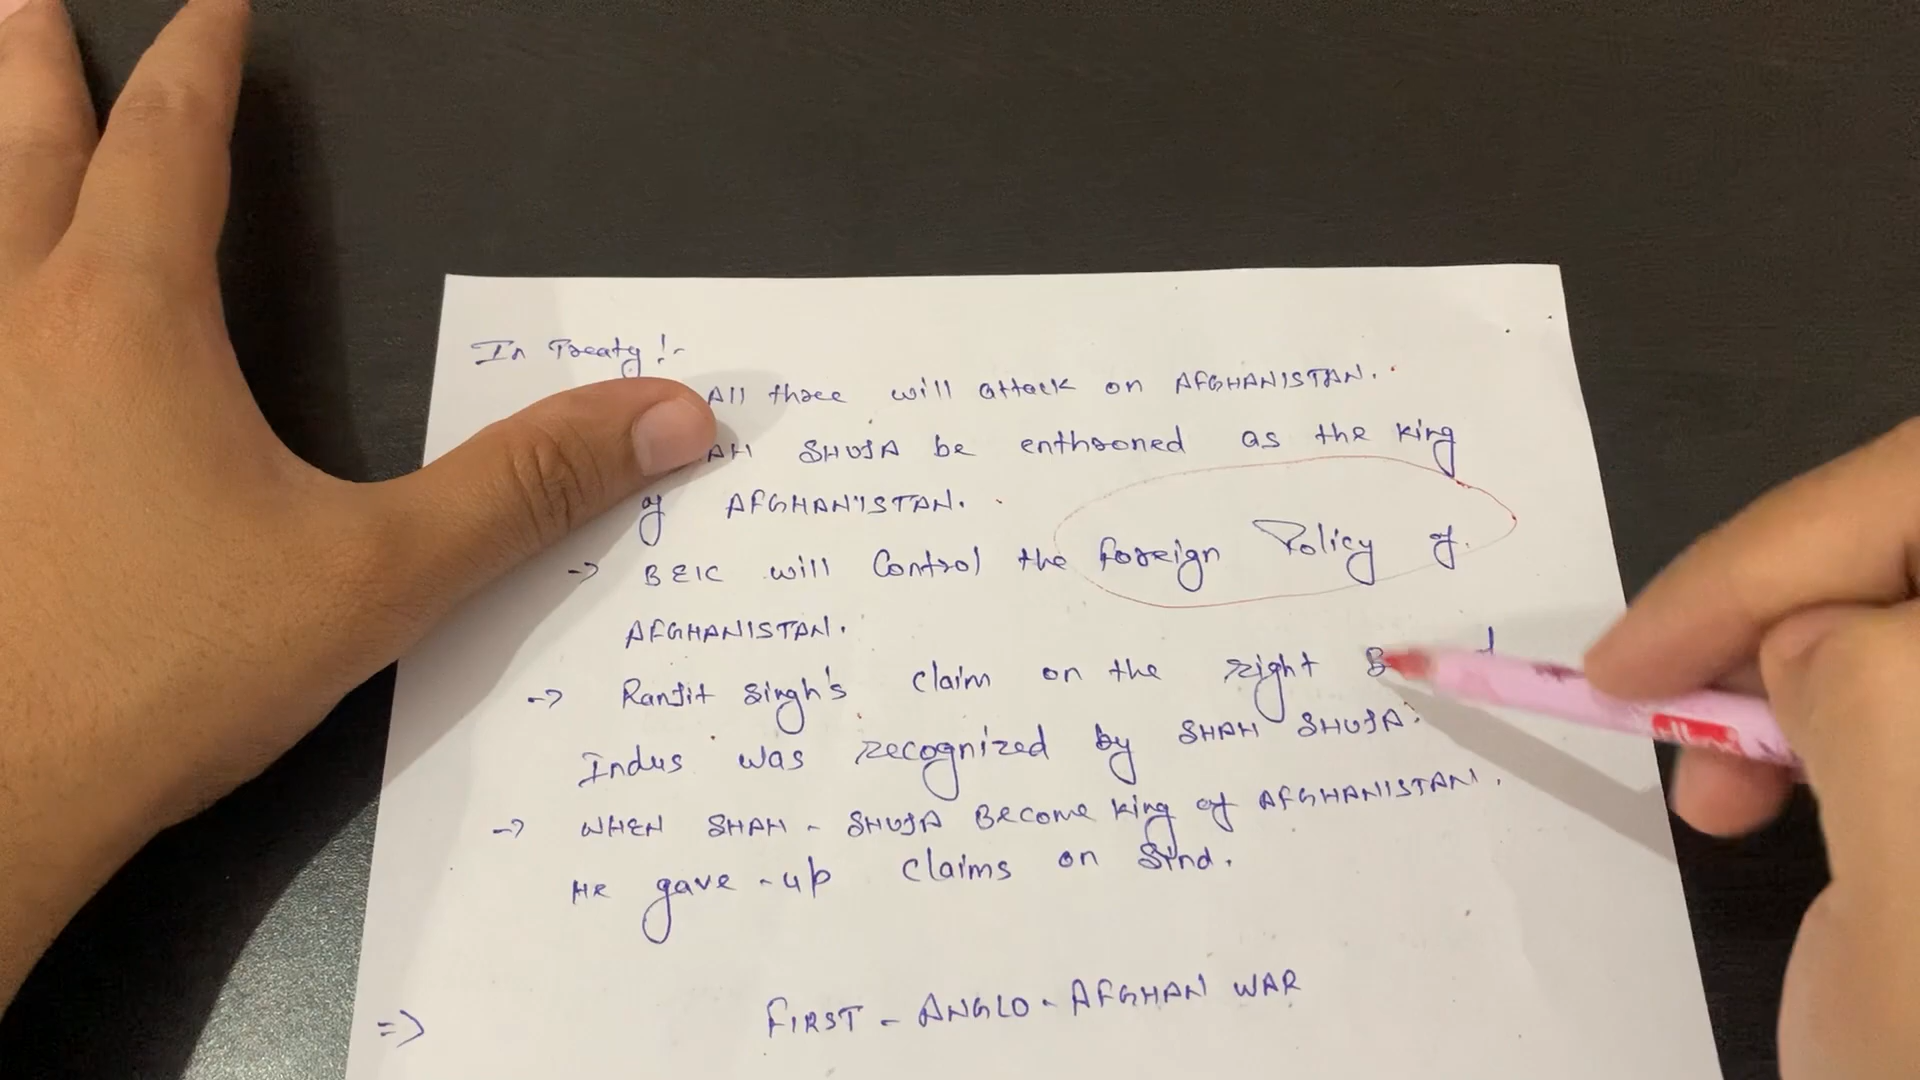 In Treaty :-
All three will attack on AFGHANISTAN.
AH SHUJA be enthroned as the king
of AFGHANISTAN.
-> BEIC will Control the foreign Policy of
AFGHANISTAN.
-> Ranjit Singh's claim on the right
Indus was recognized by SHAH SHUJA.
-> WHEN SHAH - SHUJA BECOME king of AFGHANISTAN.
HE gave-up claims on Sind.
=> FIRST - ANGLO - AFGHAN WAR